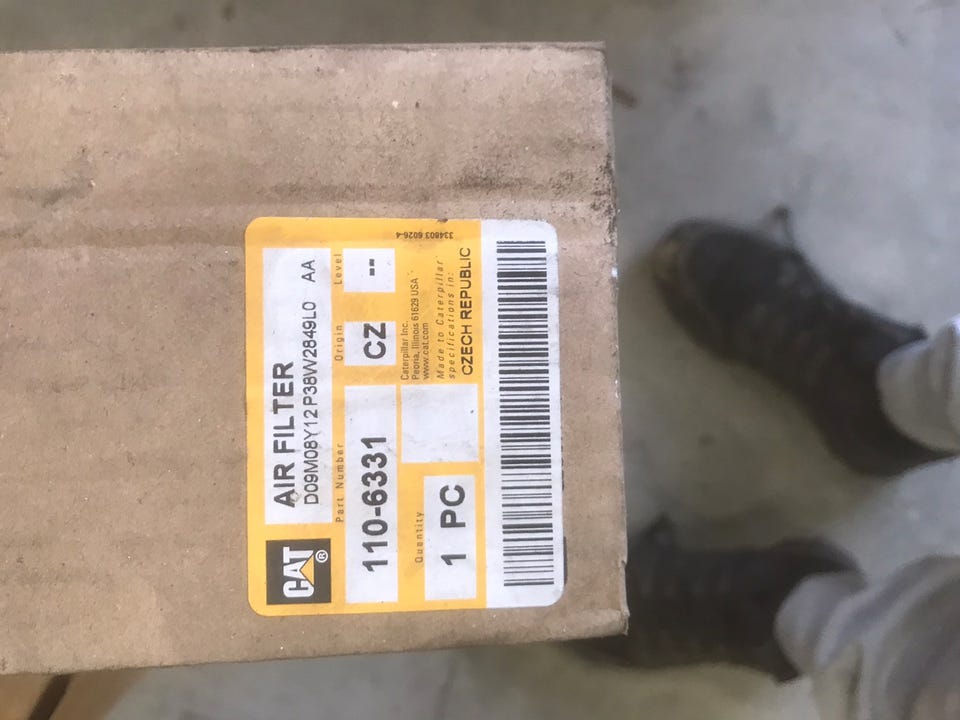 CAT®
AIR FILTER
D09M08Y12 P38W2849L0 AA
Part Number
Origin
Level
110-6331
CZ
--
Quantity
1 PC
Caterpillar Inc.
Peoria, Illinois 61629 USA
www.cat.com
Made to Caterpillar
specifications in:
CZECH REPUBLIC
334803 6026-4